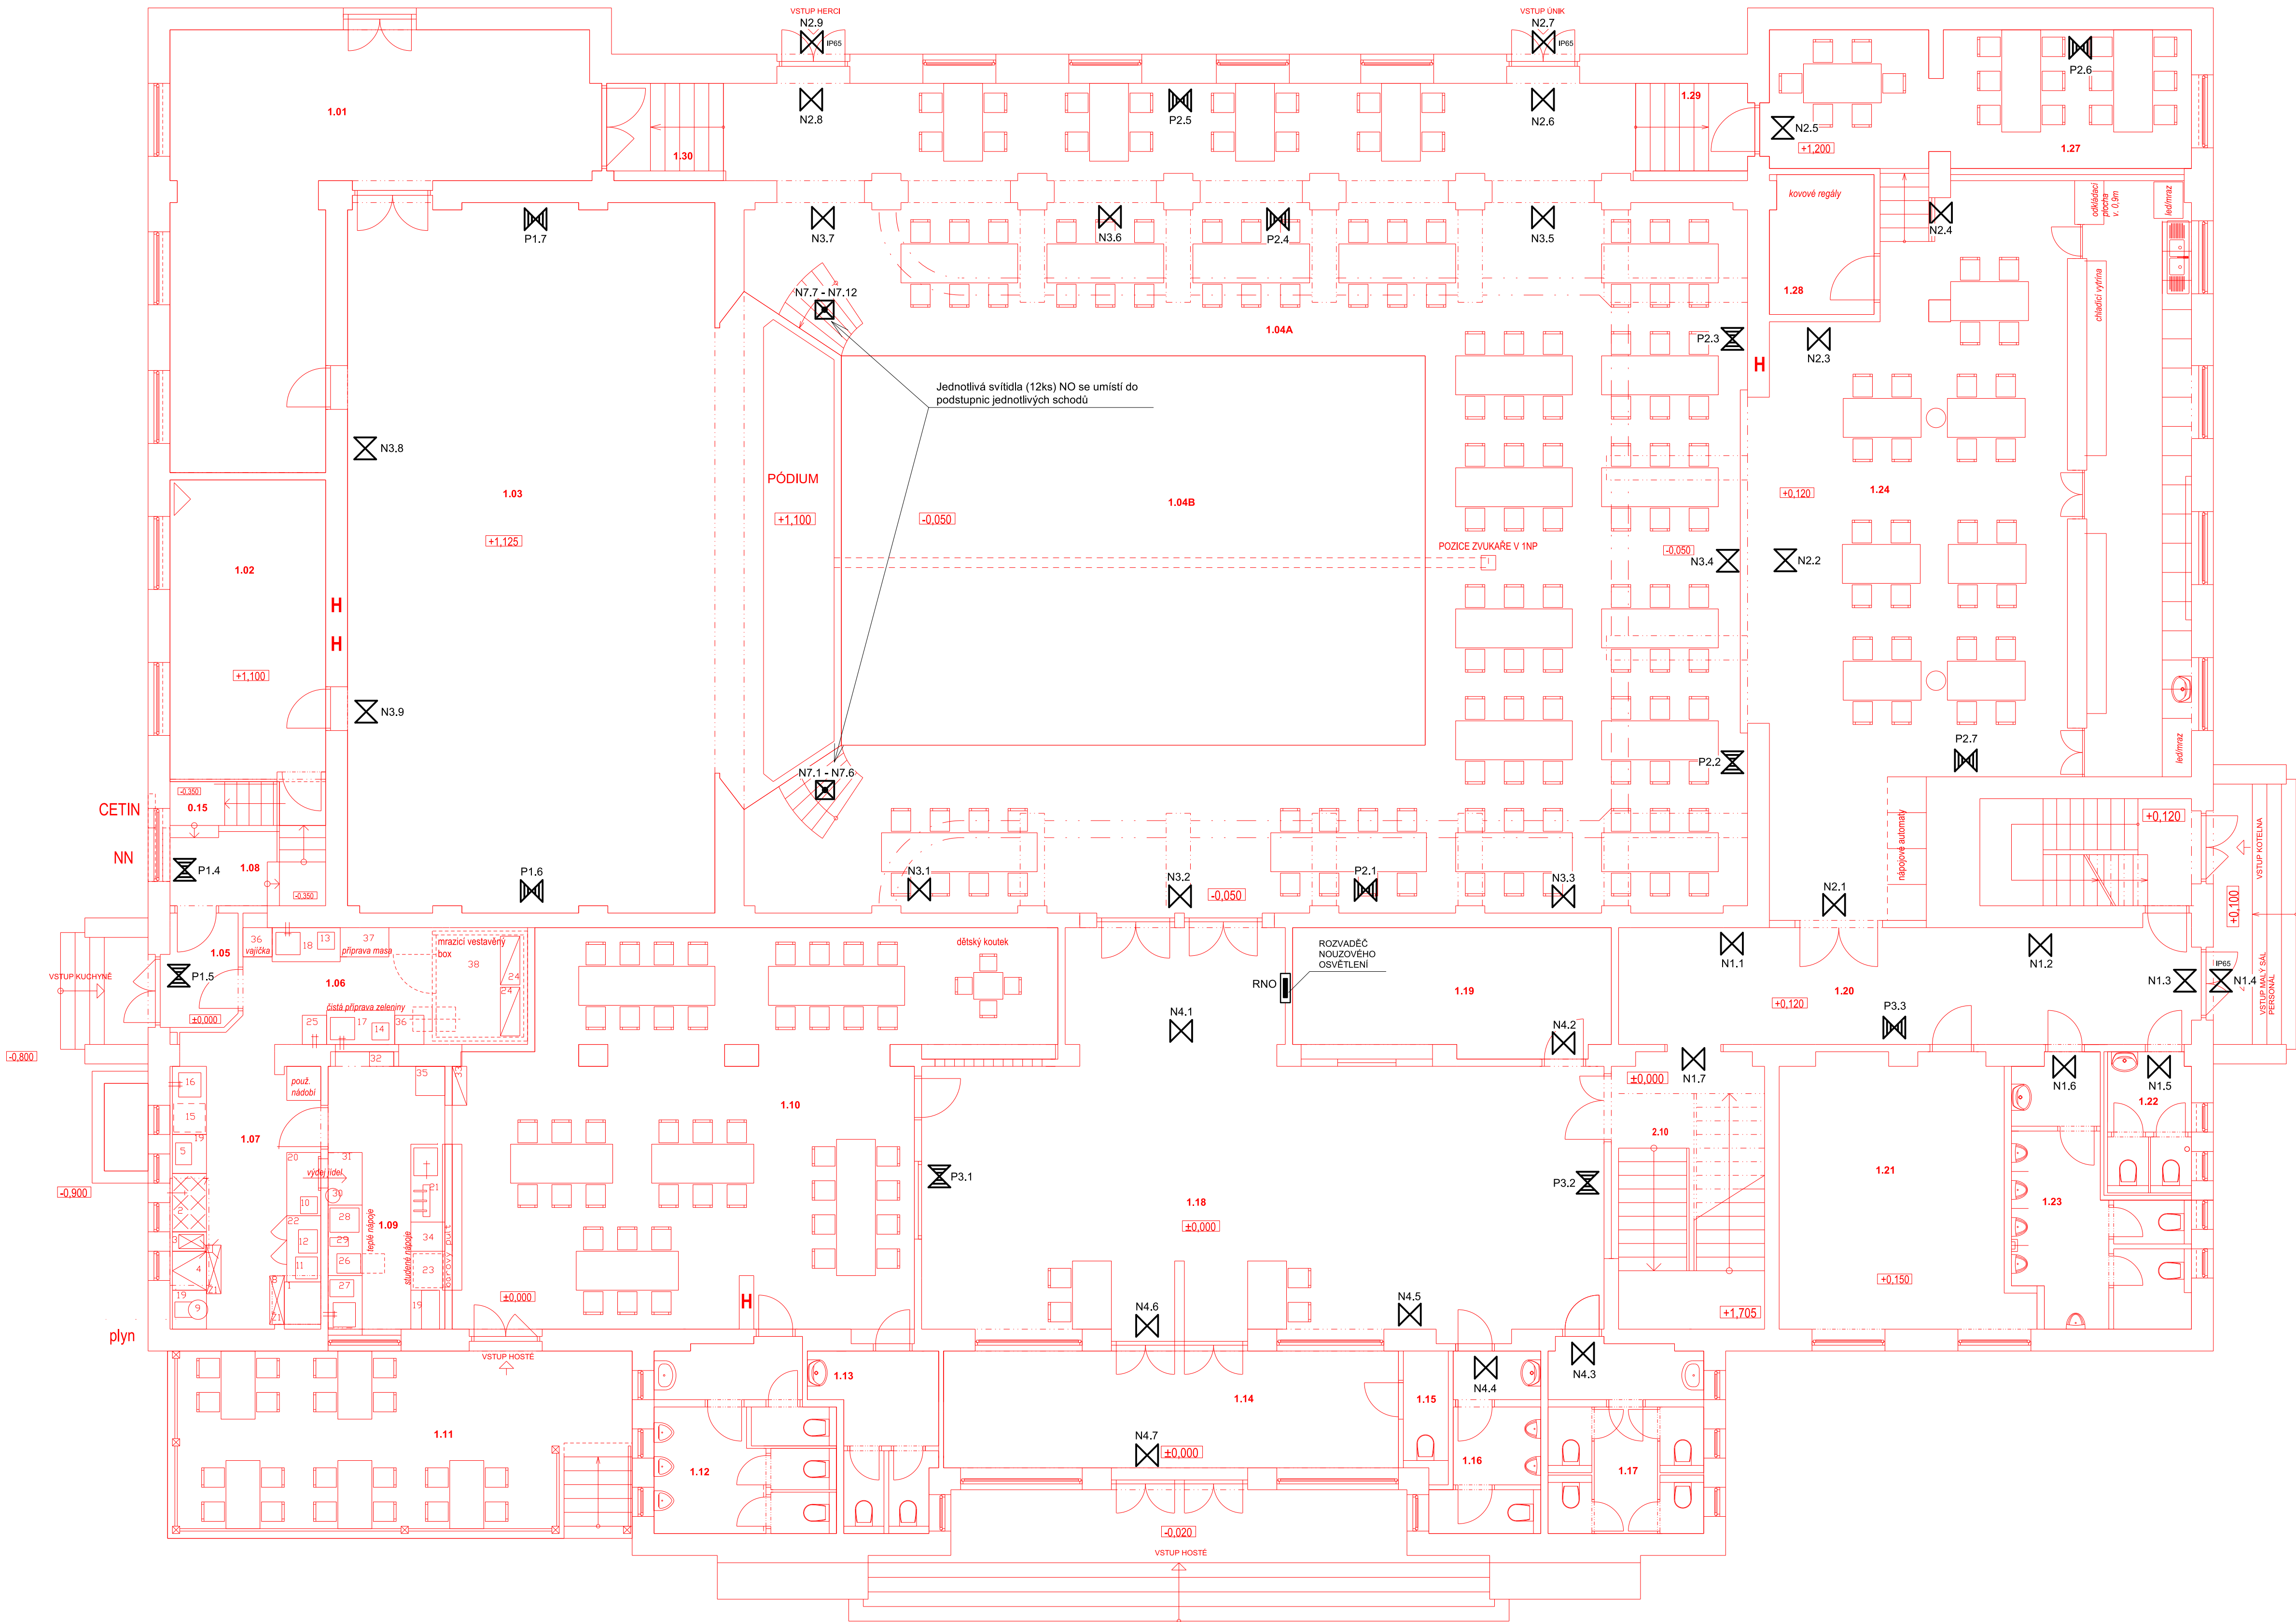 VSTUP HERCI
N2.9
IP65
VSTUP ÚNIK
N2.7
IP65
P2.6
1.01
N2.8
P2.5
N2.6
1.29
N2.5
+1,200
1.27
1.30
kovové regály
odkládací
plocha
v. 0,9m
led/mraz
P1.7
N3.7
N3.6
P2.4
N3.5
N2.4
N7.7 - N7.12
1.28
chladící vytrína
1.04A
P2.3
H
N2.3
Jednotlivá svítidla (12ks) NO se umístí do
podstupnic jednotlivých schodů
N3.8
PÓDIUM
1.03
1.04B
+0,120
1.24
+1,100
-0,050
+1,125
POZICE ZVUKAŘE V 1NP
-0,050
N3.4
N2.2
1.02
H
H
+1,100
N3.9
P2.7
led/mraz
P2.2
N7.1 - N7.6
-0,350
0.15
CETIN
NN
+0,120
nápojové automaty
VSTUP KOTELNA
P1.4
1.08
-0,350
P1.6
N3.1
N3.2
-0,050
P2.1
N3.3
N2.1
+0,100
1.05
36
vajíčka
18
13
37
příprava masa
mrazicí vestavěný
box
38
24
24
dětský koutek
ROZVADĚČ
NOUZOVÉHO
OSVĚTLENÍ
RNO
N1.1
N1.2
IP65
N1.3
N1.4
VSTUP MALÝ SÁL
PERSONÁL
VSTUP KUCHYNĚ
P1.5
1.06
čistá příprava zeleniny
±0,000
25
17
14
36
1.19
1.20
+0,120
P3.3
N4.1
N4.2
-0,800
32
N1.7
N1.6
N1.5
16
použ.
nádobí
35
33
±0,000
1.22
15
1.07
1.10
19
5
2.10
20
výdej jídel
31
30
21
P3.1
P3.2
1.21
-0,900
2
10
22
28
1.09
1.18
1.23
3
12
29
teplé nápoje
studené nápoje
34
barový pult
±0,000
4
11
26
23
21
8
1
27
+0,150
19
9
21
19
±0,000
H
N4.6
N4.5
+1,705
plyn
VSTUP HOSTÉ
1.13
N4.4
N4.3
1.14
1.15
1.11
N4.7
±0,000
1.12
1.16
1.17
-0,020
VSTUP HOSTÉ